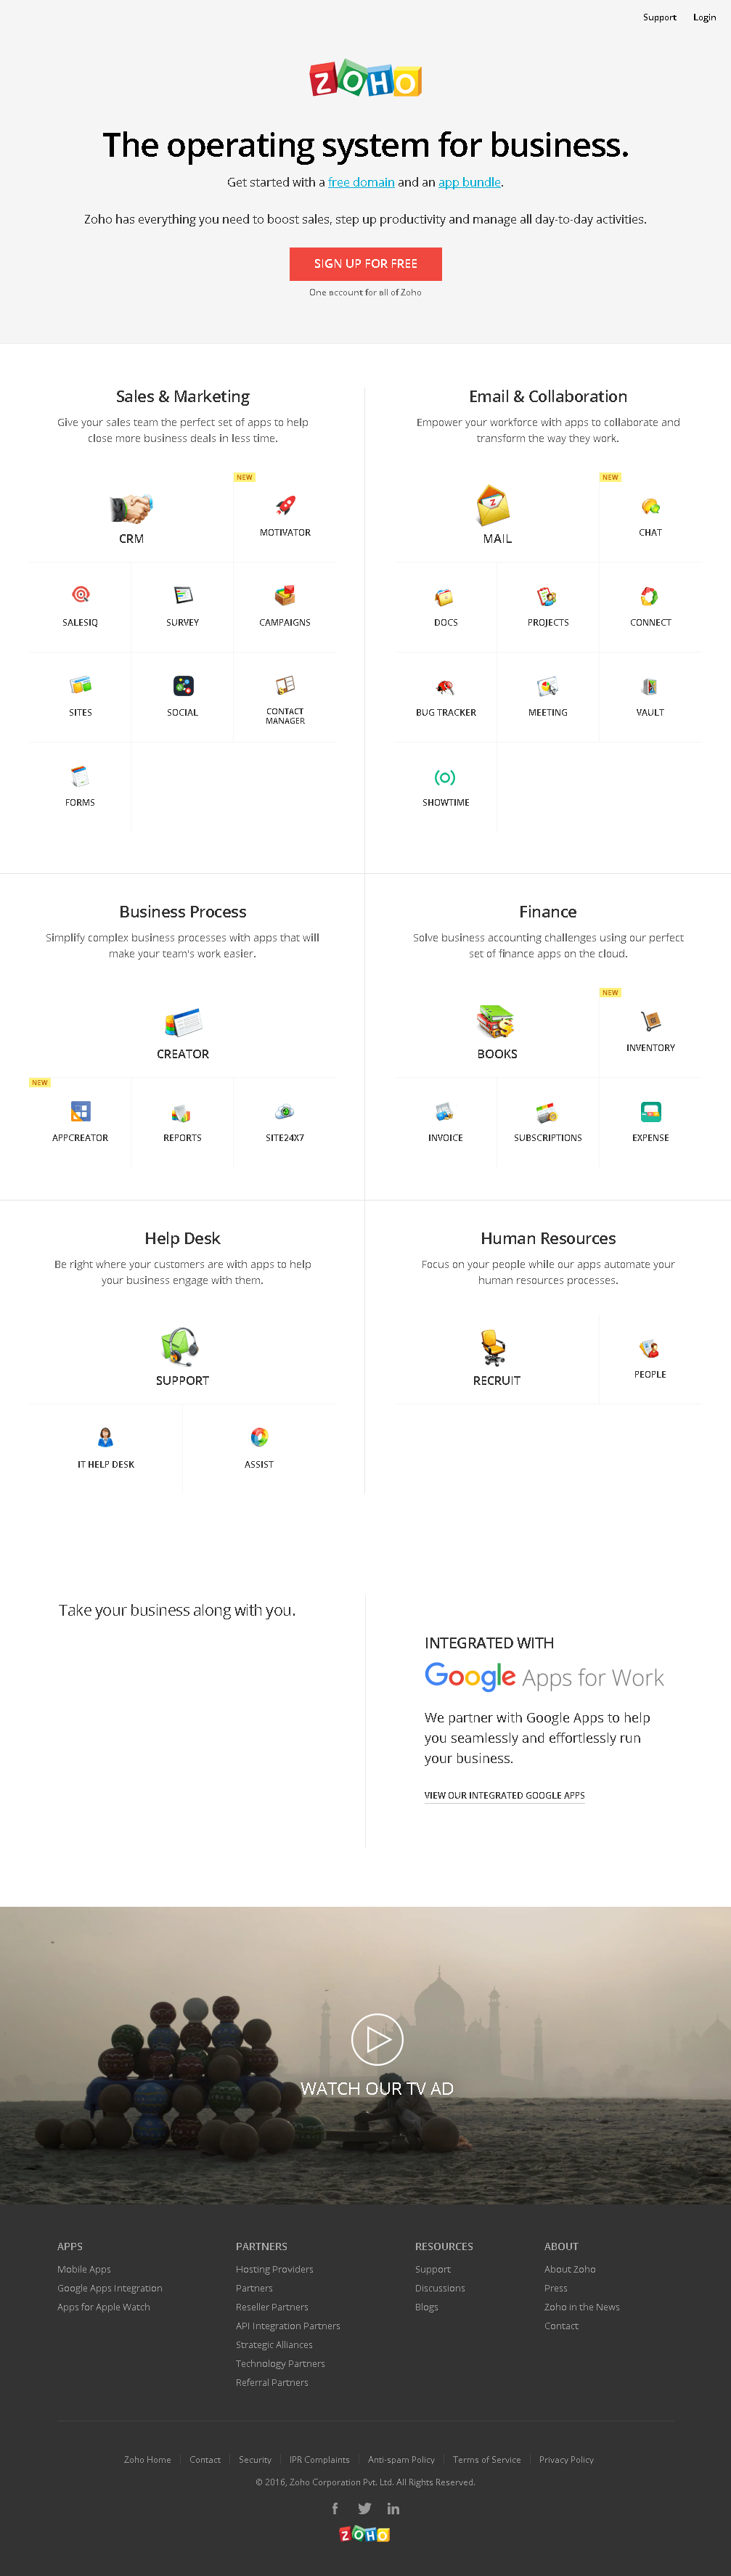 Support Login
ZOHO
The operating system for business.
Get started with a free domain and an app bundle.
Zoho has everything you need to boost sales, step up productivity and manage all day-to-day activities.
SIGN UP FOR FREE
One account for all of Zoho
Sales & Marketing
Give your sales team the perfect set of apps to help
close more business deals in less time.
CRM
NEW
MOTIVATOR
SALESIQ
SURVEY
CAMPAIGNS
SITES
SOCIAL
CONTACT
MANAGER
FORMS
Email & Collaboration
Empower your workforce with apps to collaborate and
transform the way they work.
MAIL
NEW
CHAT
DOCS
PROJECTS
CONNECT
BUG TRACKER
MEETING
VAULT
SHOWTIME
Business Process
Simplify complex business processes with apps that will
make your team's work easier.
CREATOR
NEW
APPCREATOR
REPORTS
SITE24X7
Finance
Solve business accounting challenges using our perfect
set of finance apps on the cloud.
BOOKS
NEW
INVENTORY
INVOICE
SUBSCRIPTIONS
EXPENSE
Help Desk
Be right where your customers are with apps to help
your business engage with them.
SUPPORT
IT HELP DESK
ASSIST
Human Resources
Focus on your people while our apps automate your
human resources processes.
RECRUIT
PEOPLE
Take your business along with you.
INTEGRATED WITH
Google Apps for Work
We partner with Google Apps to help
you seamlessly and effortlessly run
your business.
VIEW OUR INTEGRATED GOOGLE APPS
WATCH OUR TV AD
APPS
Mobile Apps
Google Apps Integration
Apps for Apple Watch
PARTNERS
Hosting Providers
Partners
Reseller Partners
API Integration Partners
Strategic Alliances
Technology Partners
Referral Partners
RESOURCES
Support
Discussions
Blogs
ABOUT
About Zoho
Press
Zoho in the News
Contact
Zoho Home Contact Security IPR Complaints Anti-spam Policy Terms of Service Privacy Policy
© 2016, Zoho Corporation Pvt. Ltd. All Rights Reserved.
ZOHO